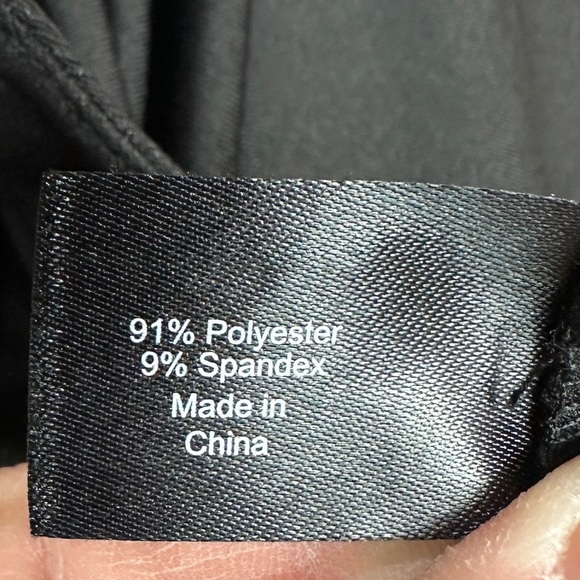 91% Polyester
9% Spandex
Made in
China